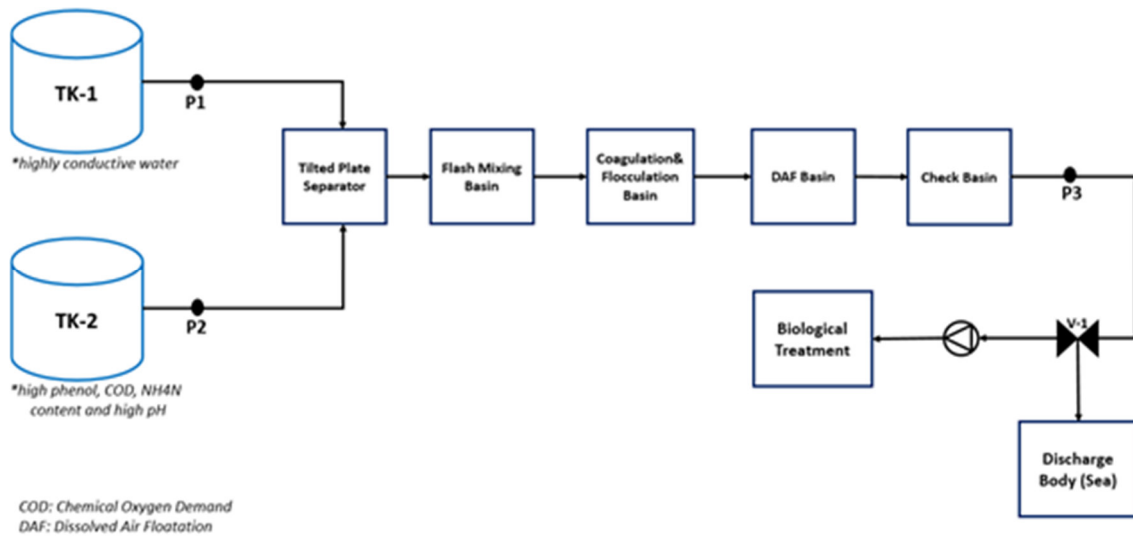 TK-1
P1
*highly conductive water
Tilted Plate
Separator
Flash Mixing
Basin
Coagulation&
Flocculation
Basin
DAF Basin
Check Basin
P3
TK-2
P2
*high phenol, COD, NH4N
content and high pH
Biological
Treatment
V-1
Discharge
Body (Sea)
COD: Chemical Oxygen Demand
DAF: Dissolved Air Floatation